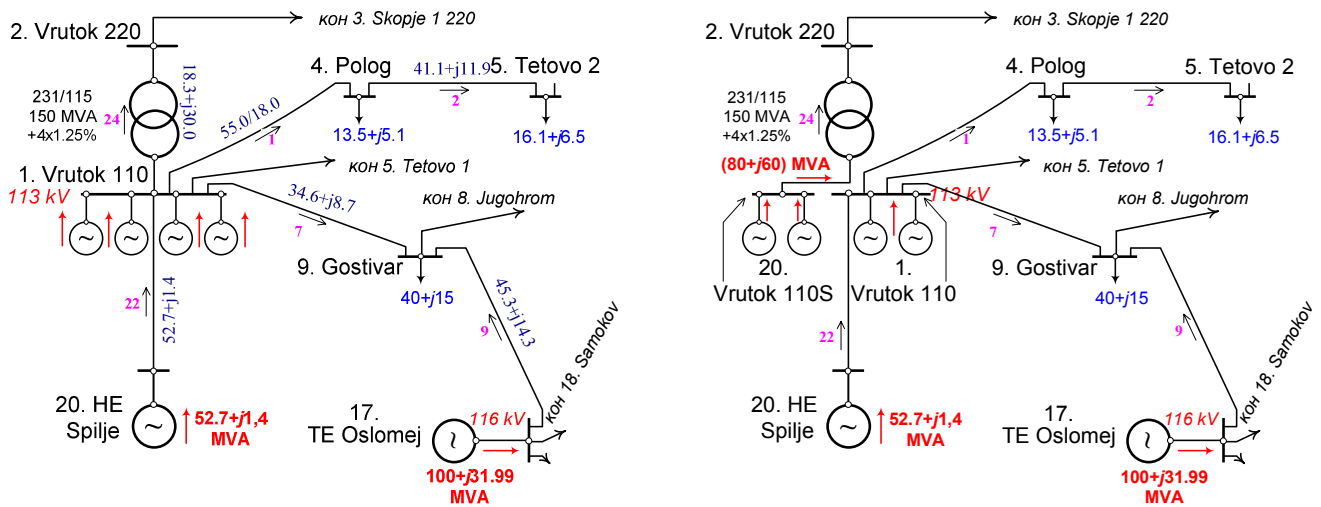 кон 3. Skopje 1 220
2. Vrutok 220
18.3+j30.0
231/115
150 MVA
+4x1.25%
24
4. Polog
41.1+j11.9
5. Tetovo 2
2
55.0/18.0
1
13.5+j5.1
16.1+j6.5
кон 5. Tetovo 1
1. Vrutok 110
113 kV
34.6+j8.7
7
кон 8. Jugohrom
~
~
~
~
9. Gostivar
40+j15
22
52.7+j1.4
45.3+j14.3
9
кон 18. Samokov
20. HE
Spilje
~
52.7+j1,4
MVA
17.
TE Oslomej
116 kV
~
100+j31.99
MVA
кон 3. Skopje 1 220
2. Vrutok 220
231/115
150 MVA
+4x1.25%
24
4. Polog
5. Tetovo 2
2
1
13.5+j5.1
16.1+j6.5
(80+j60) MVA
кон 5. Tetovo 1
113 kV
7
кон 8. Jugohrom
~
~
~
~
20.
Vrutok 110S
1.
Vrutok 110
9. Gostivar
40+j15
22
9
кон 18. Samokov
20. HE
Spilje
~
52.7+j1,4
MVA
17.
TE Oslomej
116 kV
~
100+j31.99
MVA